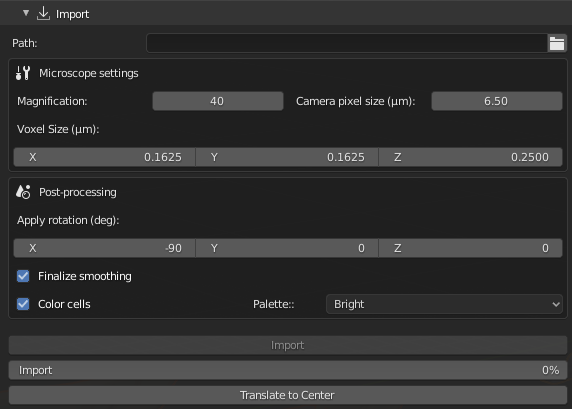 Import
Path:
Microscope settings
Magnification: 40 Camera pixel size (μm): 6.50
Voxel Size (μm):
X 0.1625 Y 0.1625 Z 0.2500
Post-processing
Apply rotation (deg):
X -90 Y 0 Z 0
Finalize smoothing
Color cells Palette:: Bright
Import
Import 0%
Translate to Center